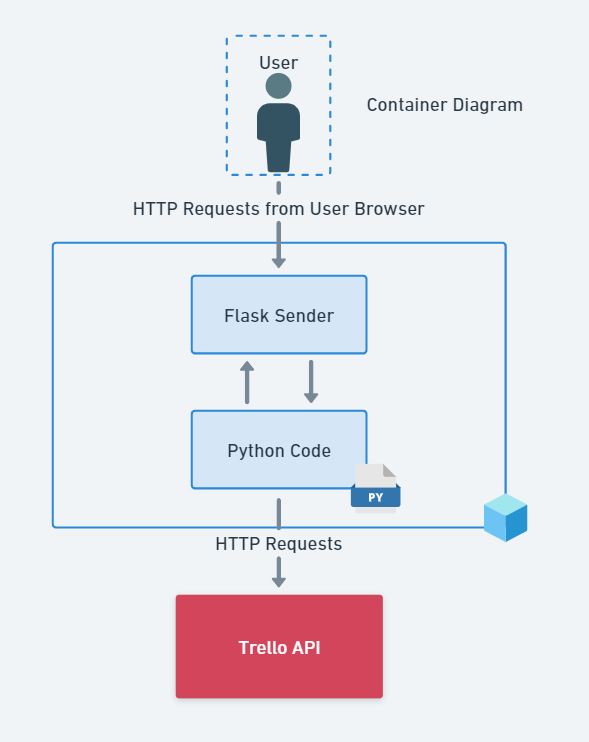 User
Container Diagram
HTTP Requests from User Browser
Flask Sender
Python Code
PY
HTTP Requests
Trello API